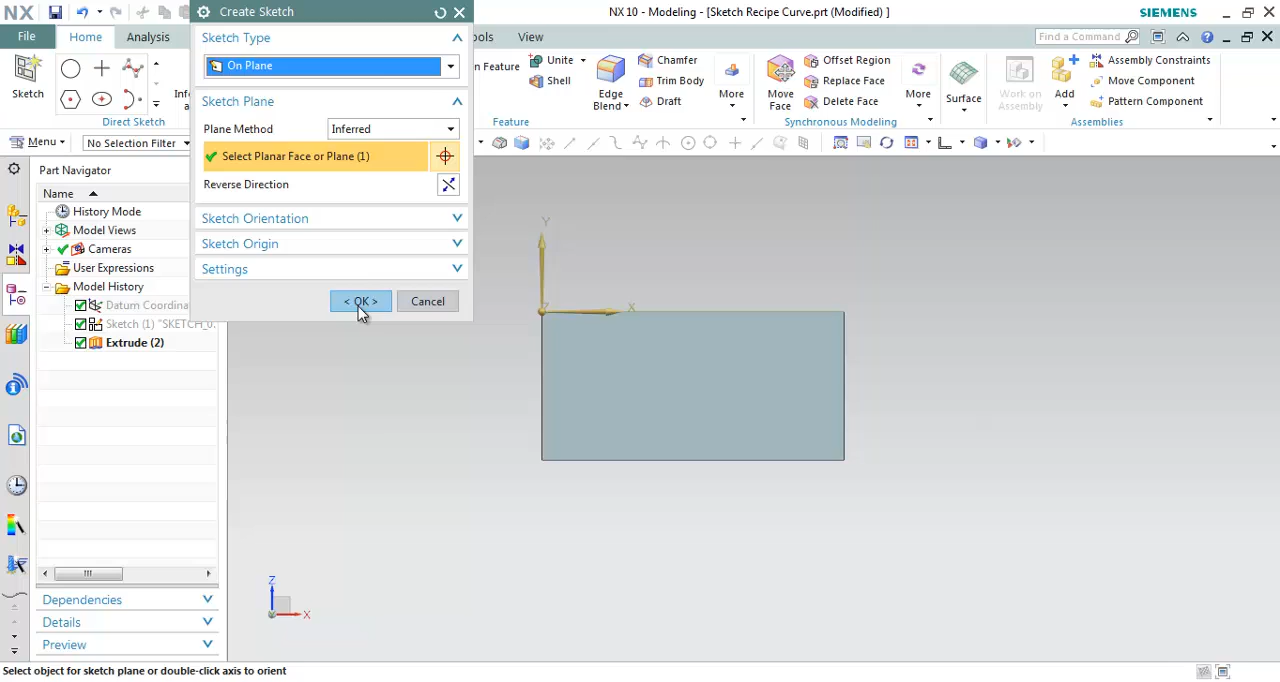 NX
Create Sketch
NX 10 - Modeling - [Sketch Recipe Curve.prt (Modified) ]
SIEMENS
File
Home
Analysis
ools
View
Find a Command
Sketch Type
On Plane
Sketch
Direct Sketch
n Feature
Unite
Shell
Edge
Blend
Chamfer
Trim Body
Draft
More
Feature
Move
Face
Offset Region
Replace Face
Delete Face
More
Synchronous Modeling
Surface
Work on
Assembly
Add
Assembly Constraints
Move Component
Pattern Component
Assemblies
Sketch Plane
Plane Method
Inferred
Select Planar Face or Plane (1)
Reverse Direction
Sketch Orientation
Sketch Origin
Settings
< OK >
Cancel
Menu
No Selection Filter
Part Navigator
Name
History Mode
Model Views
Cameras
User Expressions
Model History
Datum Coordina
Sketch (1) "SKETCH_0.
Extrude (2)
Y
X
Z
Z
X
Dependencies
Details
Preview
Select object for sketch plane or double-click axis to orient